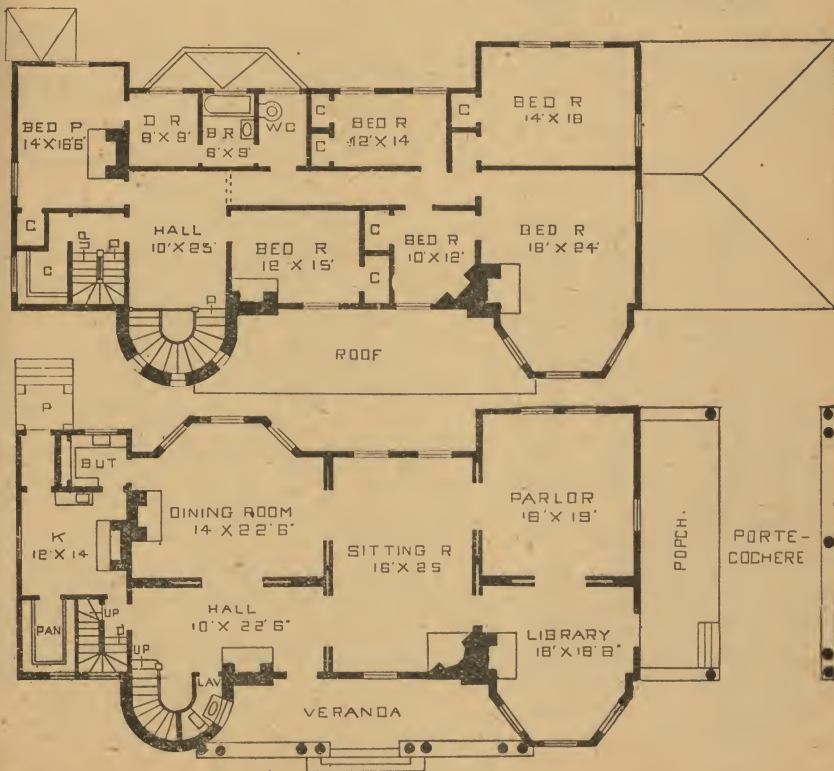 BED R
14'X16'6"
D R
8'X 9'
B R
6'X 9'
WC
C
C
BED R
12'X 14
C
BED R
14'X 18
C
C
HALL
10'X 25'
BED R
12 X 15'
C
C
BED R
10'X 12'
BED R
18'X 24'
D
D
D
ROOF
P
BUT
K
12'X 14
PAN
UP
D
UP
DINING ROOM
14 X 22'6"
HALL
10'X 22'6"
LAV
SITTING R
16'X 25
PARLOR
18'X 19'
LIBRARY
18'X 18'8"
PORCH.
PORTE-
COCHERE
VERANDA